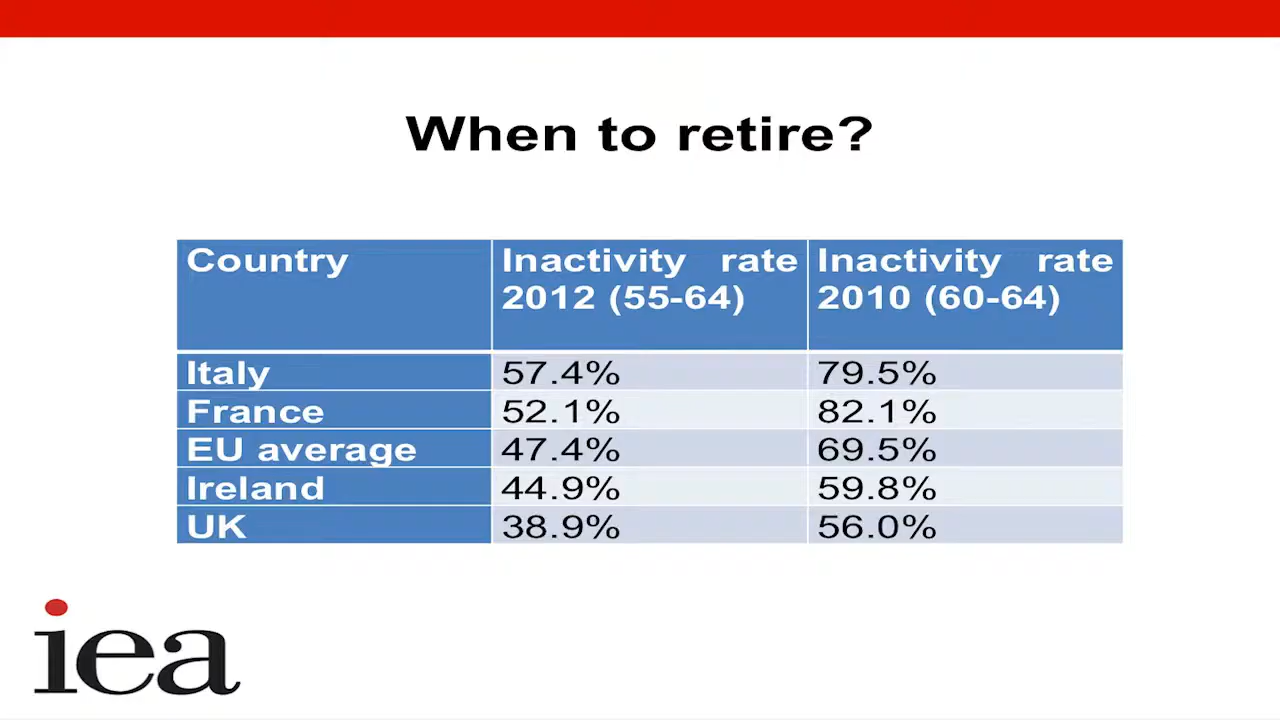 When to retire?
Country Inactivity rate Inactivity rate
2012 (55-64) 2010 (60-64)
Italy 57.4% 79.5%
France 52.1% 82.1%
EU average 47.4% 69.5%
Ireland 44.9% 59.8%
UK 38.9% 56.0%
iea